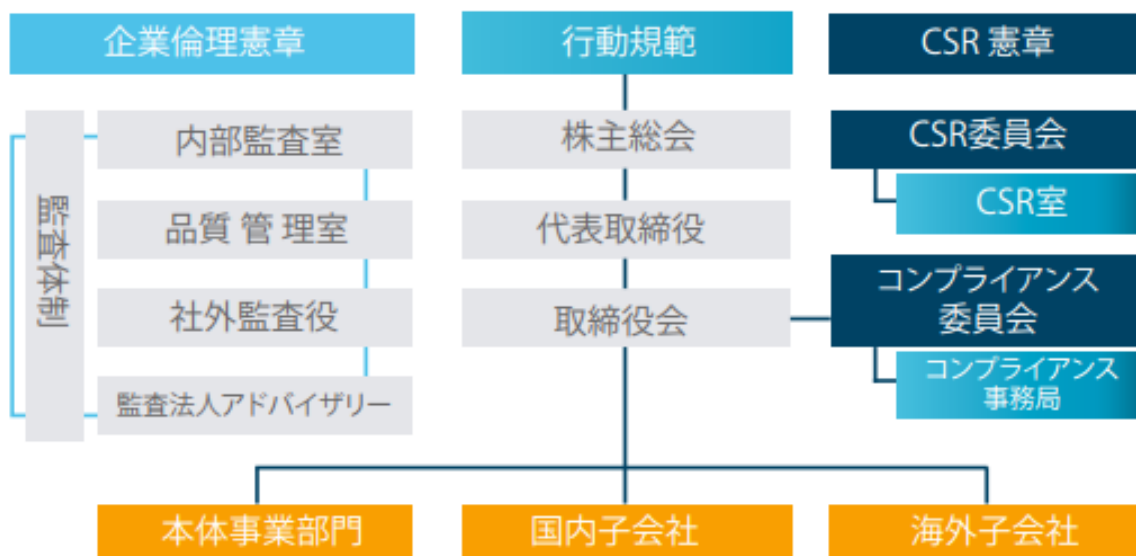 企業倫理憲章
行動規範
CSR 憲章
監査体制
内部監査室
品質 管 理室
社外監査役
監査法人アドバイザリー
株主総会
代表取締役
取締役会
CSR委員会
CSR室
コンプライアンス
委員会
コンプライアンス
事務局
本体事業部門
国内子会社
海外子会社